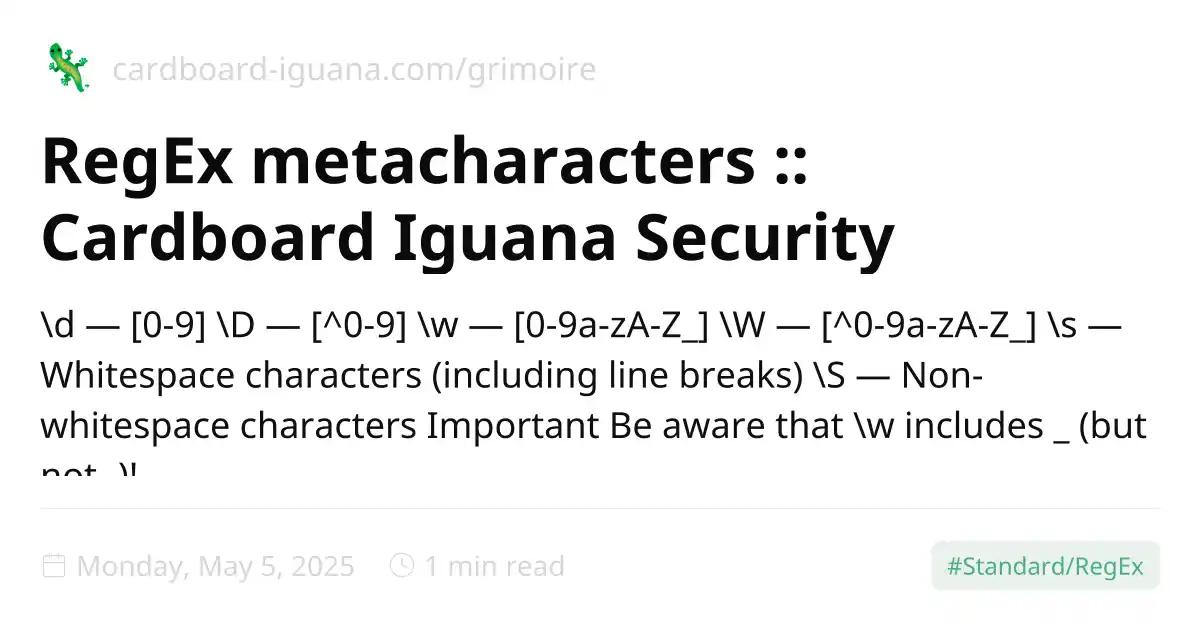 cardboard-iguana.com/grimoire
RegEx metacharacters ::
Cardboard Iguana Security
\d — [0-9] \D — [^0-9] \w — [0-9a-zA-Z_] \W — [^0-9a-zA-Z_] \s —
Whitespace characters (including line breaks) \S — Non-
whitespace characters Important Be aware that \w includes _ (but
not
Monday, May 5, 2025
1 min read
#Standard/RegEx